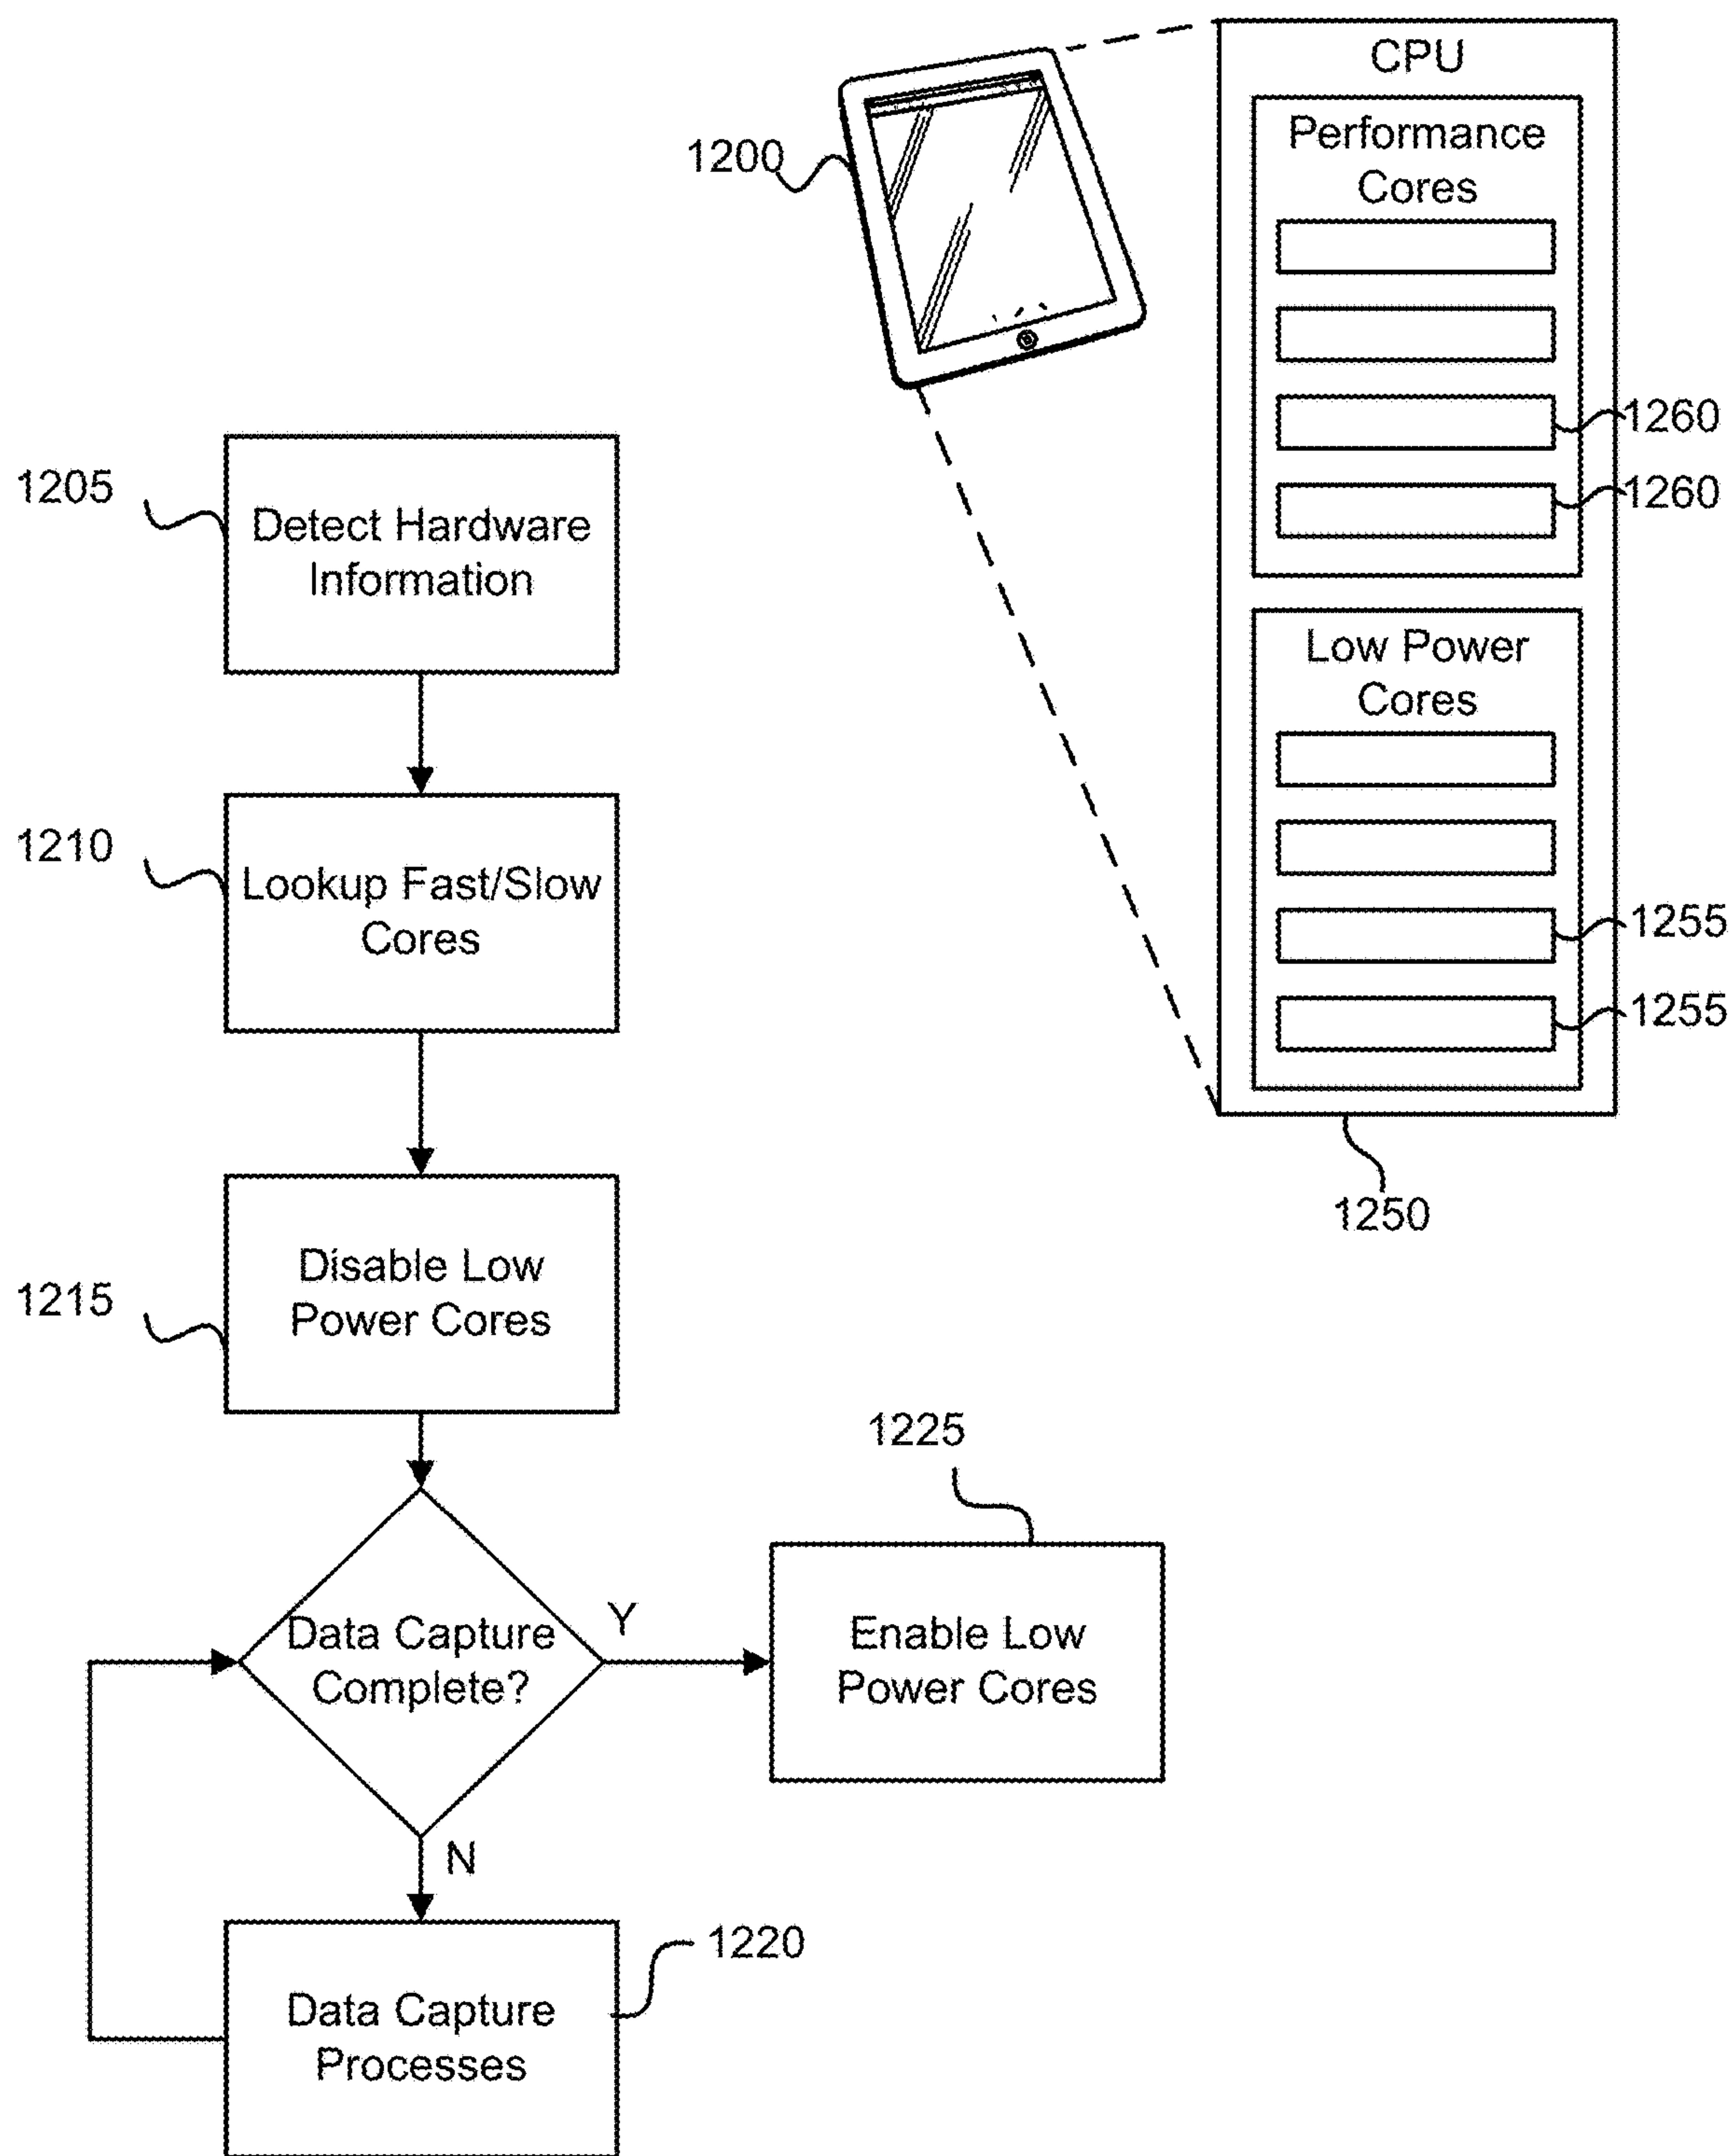 CPU
Performance
Cores
1200
1260
1260
Low Power
Cores
1255
1255
1250
1205
Detect Hardware
Information
1210
Lookup Fast/Slow
Cores
1215
Disable Low
Power Cores
Data Capture
Complete?
Y
N
1225
Enable Low
Power Cores
1220
Data Capture
Processes